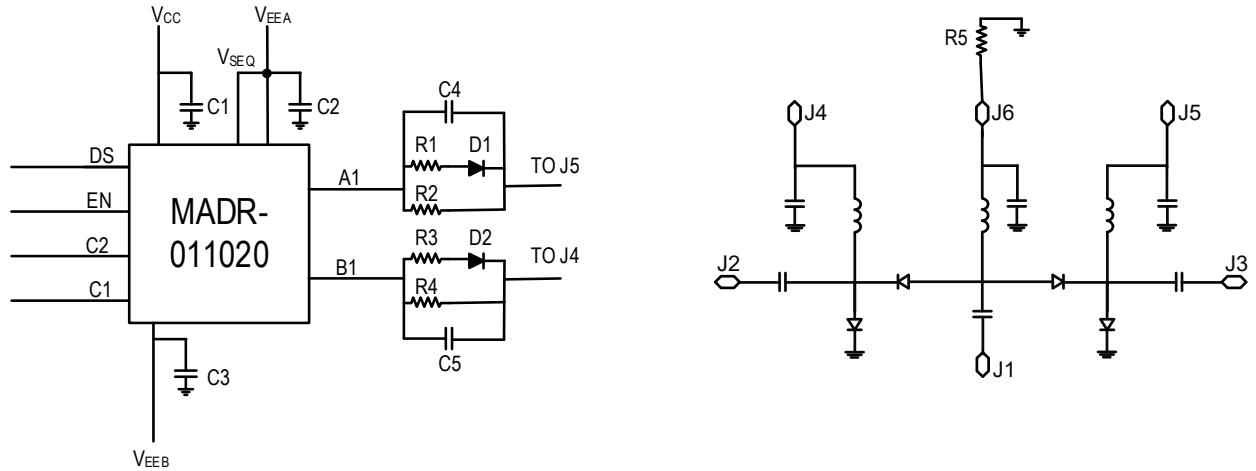 VCC
VEEA
VSEQ
C1
C2
C4
R1
D1
TO J5
DS
A1
R2
EN
MADR-
011020
R3
D2
TO J4
C2
B1
R4
C1
C5
C3
VEEB
R5
J4
J6
J5
J2
J3
J1